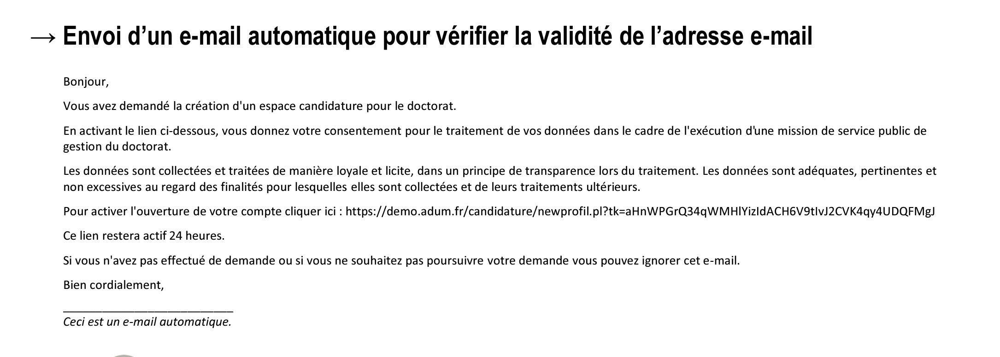 → Envoi d’un e-mail automatique pour vérifier la validité de l’adresse e-mail
Bonjour,
Vous avez demandé la création d'un espace candidature pour le doctorat.
En activant le lien ci-dessous, vous donnez votre consentement pour le traitement de vos données dans le cadre de l'exécution d'une mission de service public de
gestion du doctorat.
Les données sont collectées et traitées de manière loyale et licite, dans un principe de transparence lors du traitement. Les données sont adéquates, pertinentes et
non excessives au regard des finalités pour lesquelles elles sont collectées et de leurs traitements ultérieurs.
Pour activer l'ouverture de votre compte cliquer ici : https://demo.adum.fr/candidature/newprofil.pl?tk=aHnWPGrQ34qWMHlYizIdACH6V9tIvJ2CVK4qy4UDQFMgJ
Ce lien restera actif 24 heures.
Si vous n'avez pas effectué de demande ou si vous ne souhaitez pas poursuivre votre demande vous pouvez ignorer cet e-mail.
Bien cordialement,
__________________________
Ceci est un e-mail automatique.